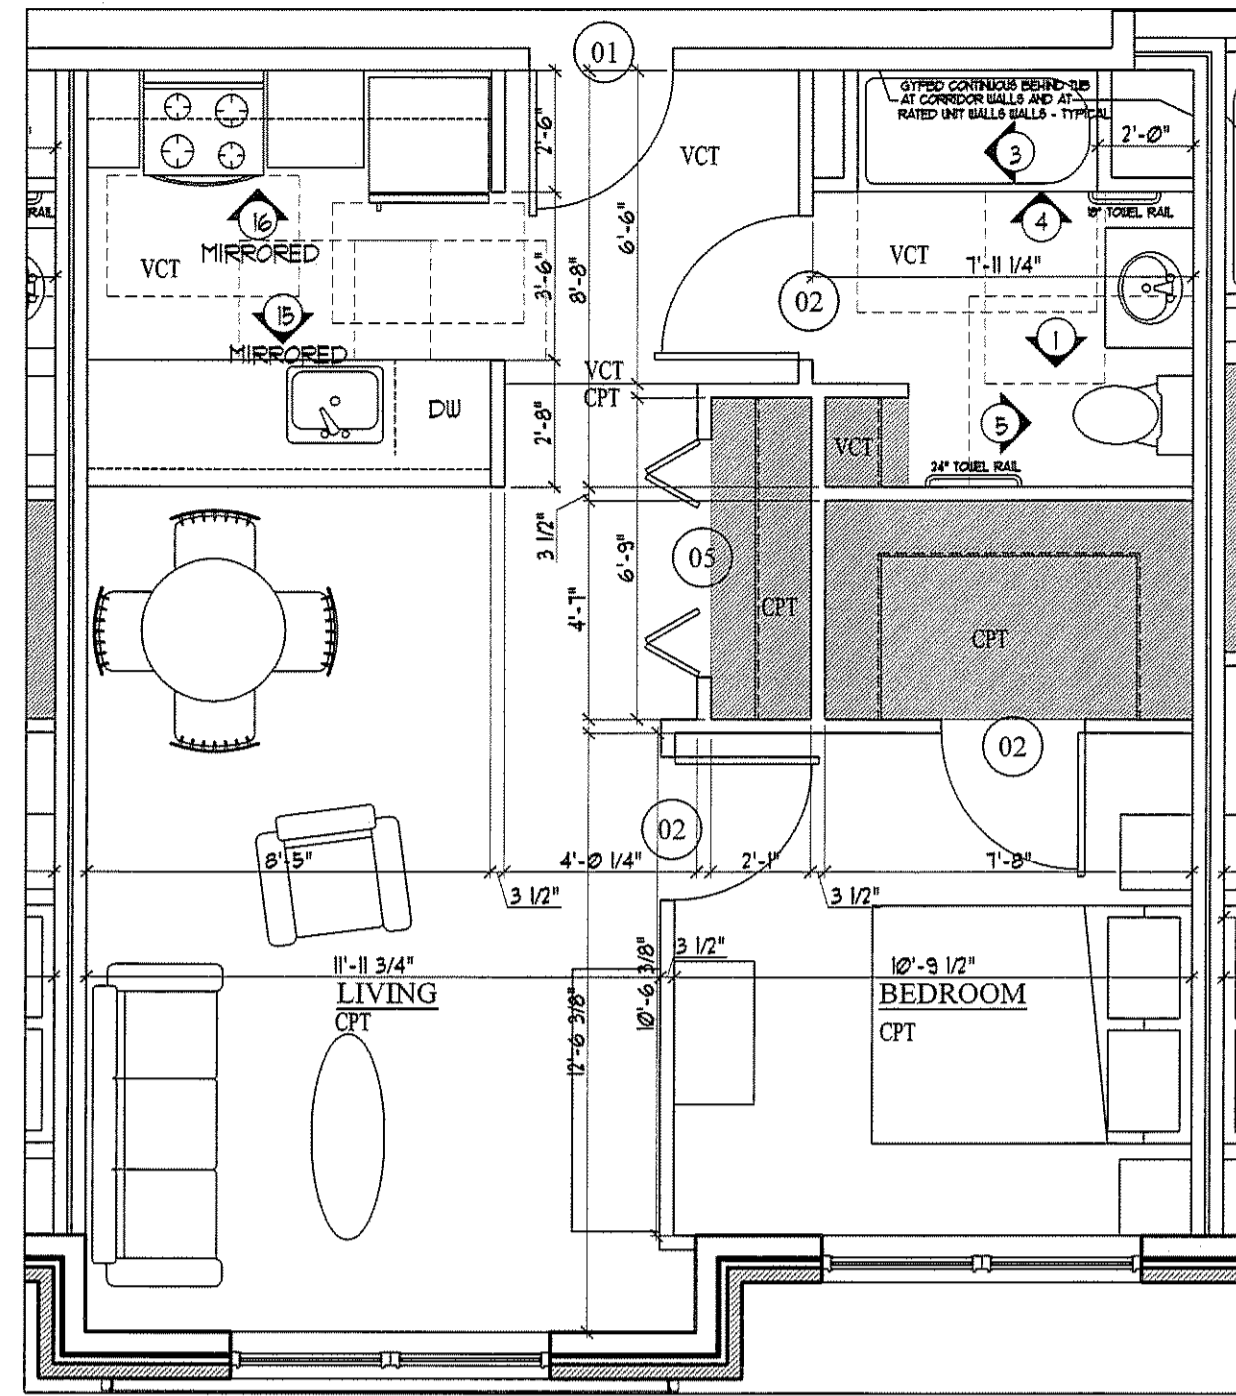 01
GYPBD CONTINUOUS BEHIND TUB
AT CORRIDOR WALLS AND AT
RATED UNIT WALLS WALLS - TYPICAL
2'-6"
VCT
3
2'-0"
RAIL
16
MIRRORED
VCT
6'-6"
4
18" TOWEL RAIL
VCT
7'-11 1/4"
3'-6"
8'-8"
02
15
MIRRORED
1
VCT
CPT
DW
2'-8"
5
VCT
24" TOWEL RAIL
3 1/2"
6'-9"
05
4'-7"
CPT
CPT
02
02
8'-5"
4'-0 1/4"
2'-1"
7'-8"
3 1/2"
3 1/2"
3 1/2"
11'-11 3/4"
10'-9 1/2"
LIVING
CPT
12'-6 3/8"
10'-6 3/8"
BEDROOM
CPT